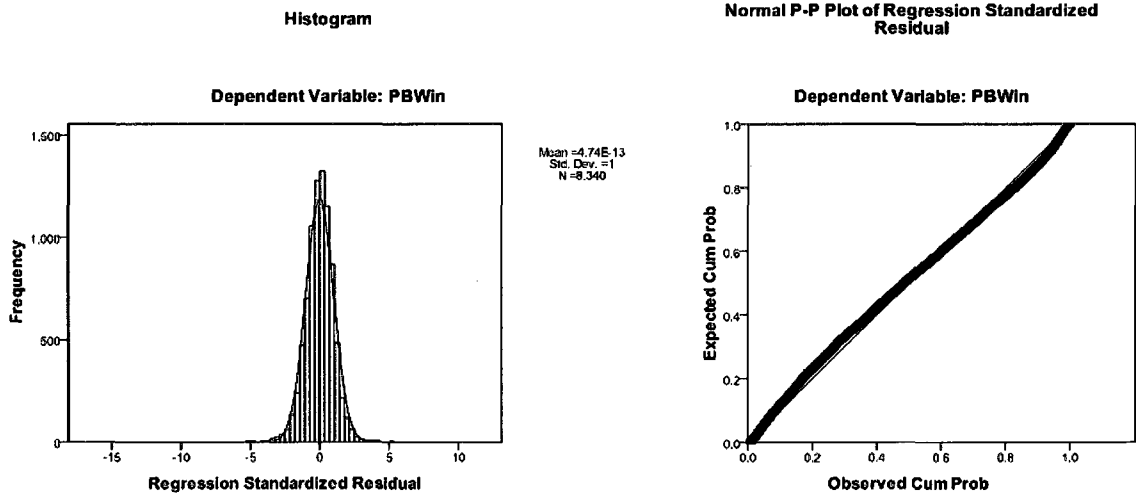 Histogram
Dependent Variable: PBWin
1,500
1,000
500
0
Frequency
-15 -10 -5 0 5 10
Regression Standardized Residual
Mean =4.74E-13
Std. Dev. =1
N =8,340
Normal P-P Plot of Regression Standardized
Residual
Dependent Variable: PBWin
1.0
0.8
0.6
0.4
0.2
0.0
Expected Cum Prob
0.0 0.2 0.4 0.6 0.8 1.0
Observed Cum Prob